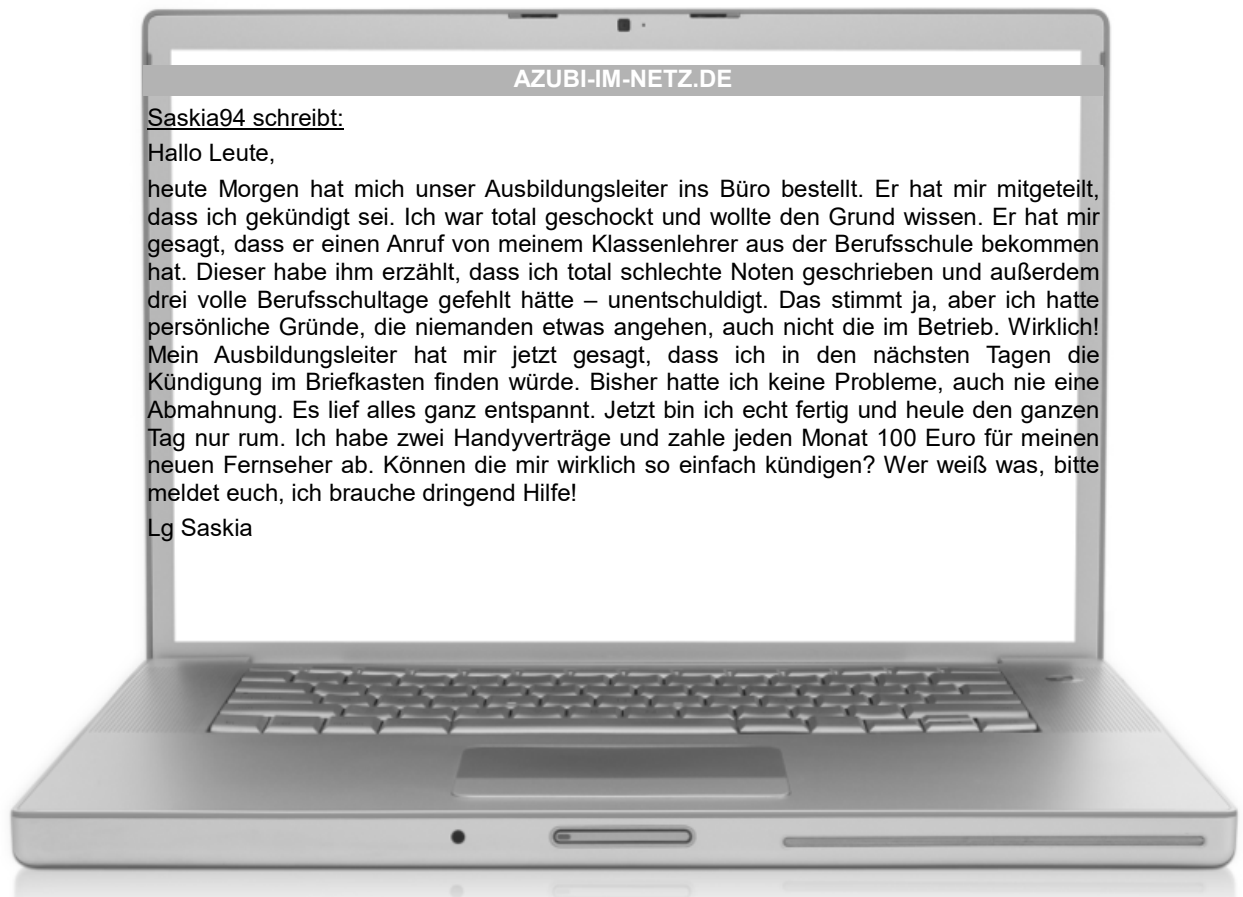 AZUBI-IM-NETZ.DE
Saskia94 schreibt:
Hallo Leute,
heute Morgen hat mich unser Ausbildungsleiter ins Büro bestellt. Er hat mir mitgeteilt,
dass ich gekündigt sei. Ich war total geschockt und wollte den Grund wissen. Er hat mir
gesagt, dass er einen Anruf von meinem Klassenlehrer aus der Berufsschule bekommen
hat. Dieser habe ihm erzählt, dass ich total schlechte Noten geschrieben und außerdem
drei volle Berufsschultage gefehlt hätte – unentschuldigt. Das stimmt ja, aber ich hatte
persönliche Gründe, die niemanden etwas angehen, auch nicht die im Betrieb. Wirklich!
Mein Ausbildungsleiter hat mir jetzt gesagt, dass ich in den nächsten Tagen die
Kündigung im Briefkasten finden würde. Bisher hatte ich keine Probleme, auch nie eine
Abmahnung. Es lief alles ganz entspannt. Jetzt bin ich echt fertig und heule den ganzen
Tag nur rum. Ich habe zwei Handyverträge und zahle jeden Monat 100 Euro für meinen
neuen Fernseher ab. Können die mir wirklich so einfach kündigen? Wer weiß was, bitte
meldet euch, ich brauche dringend Hilfe!
Lg Saskia